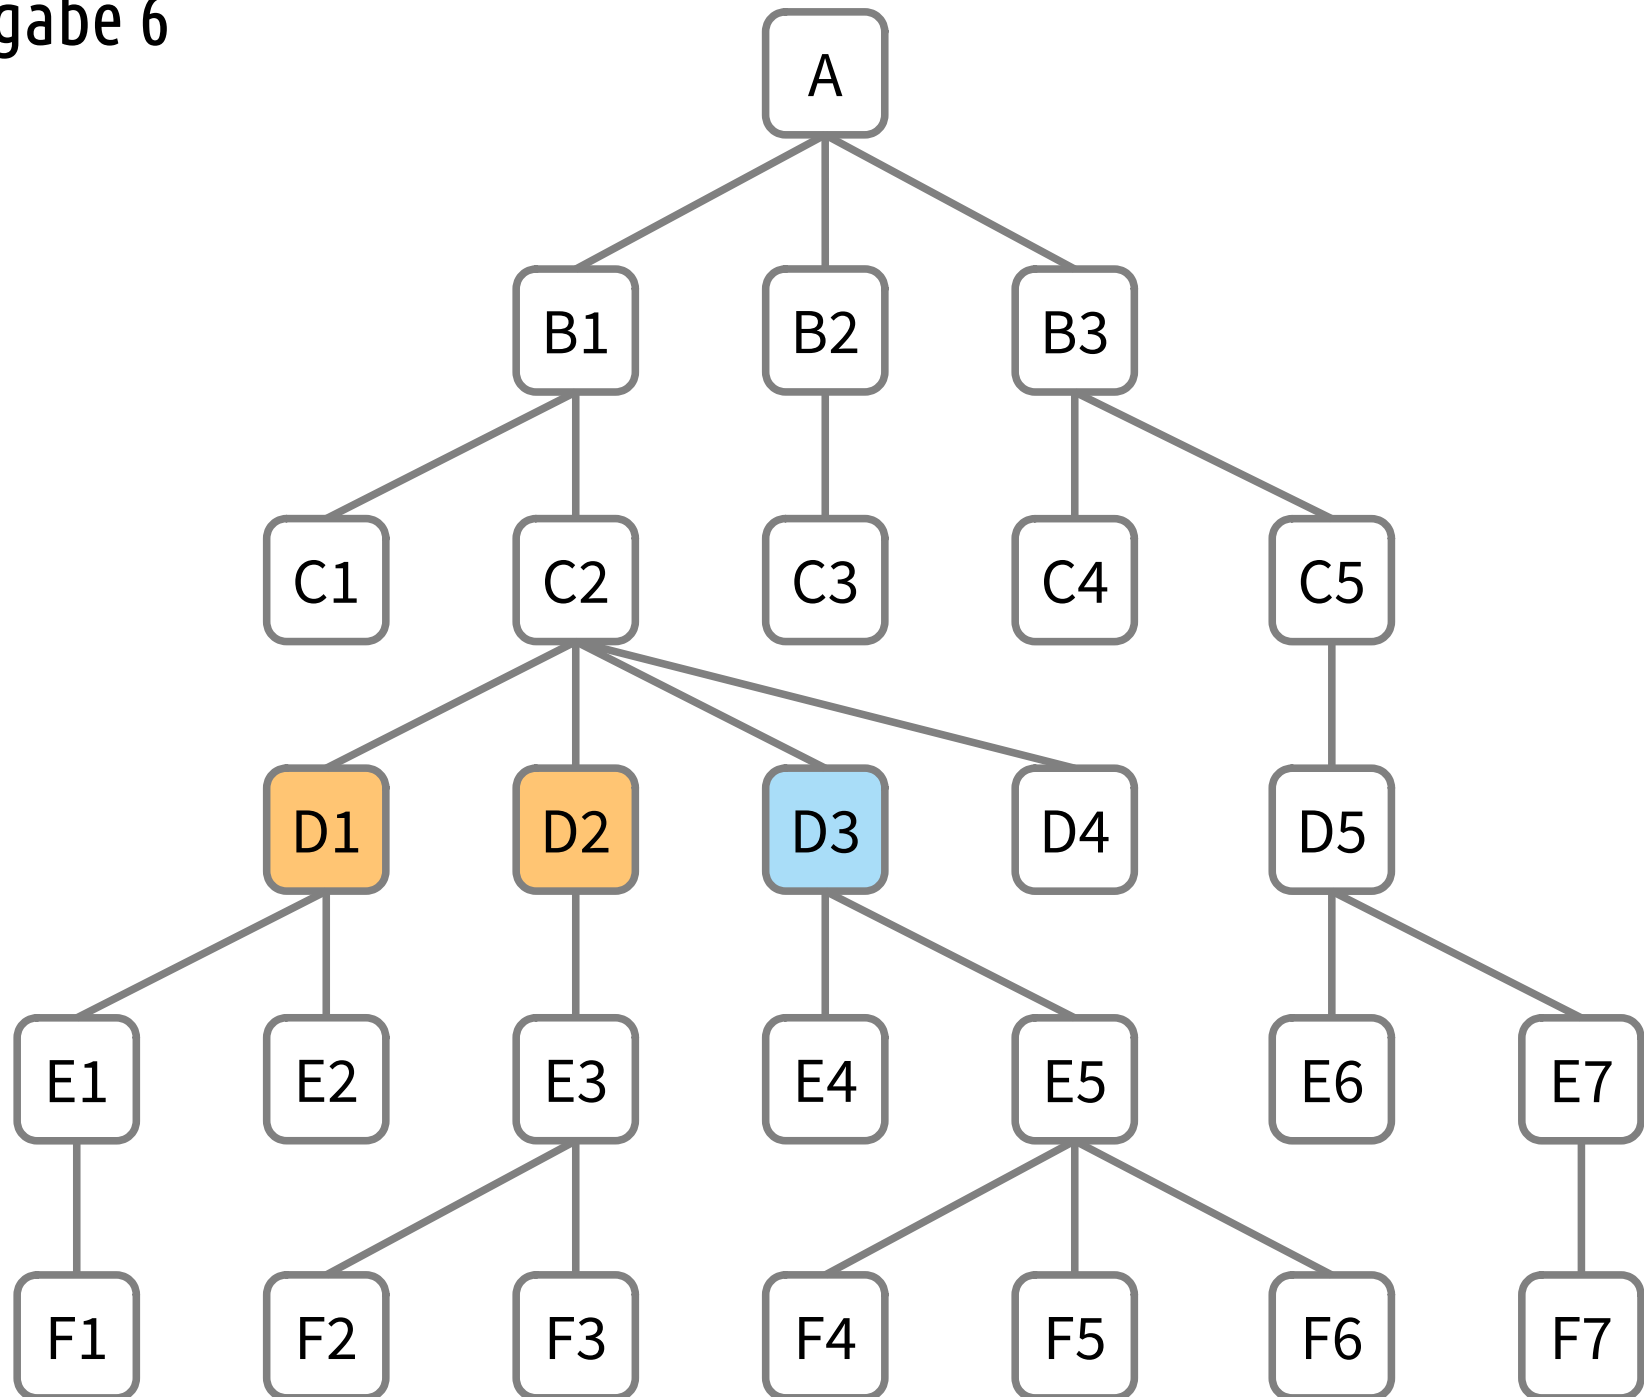 gabe 6
A
B1 B2 B3
C1 C2 C3 C4 C5
D1 D2 D3 D4 D5
E1 E2 E3 E4 E5 E6 E7
F1 F2 F3 F4 F5 F6 F7